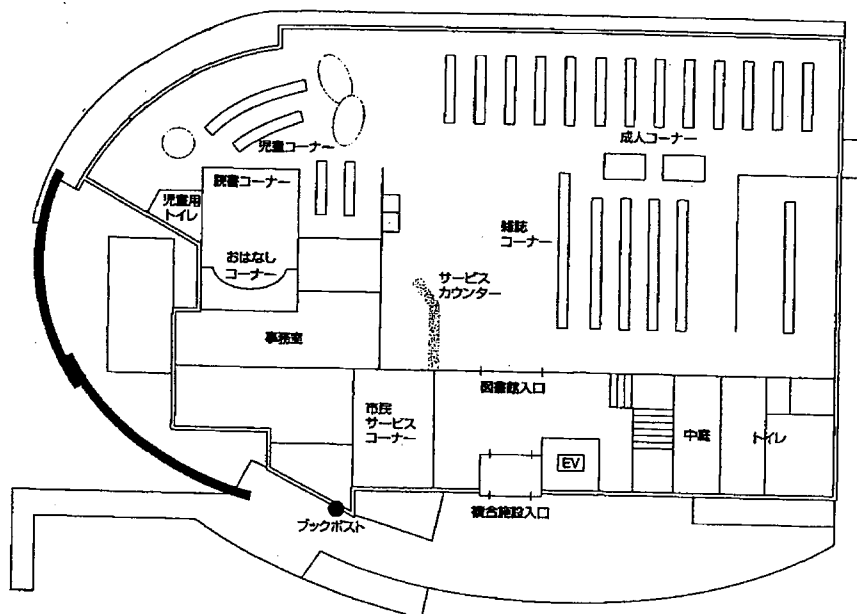 児童コーナー
成人コーナー
読書コーナー
児童用
トイレ
おはなし
コーナー
雑誌
コーナー
サービス
カウンター
事務室
図書館入口
市民
サービス
コーナー
中庭
トイレ
EV
複合施設入口
ブックポスト